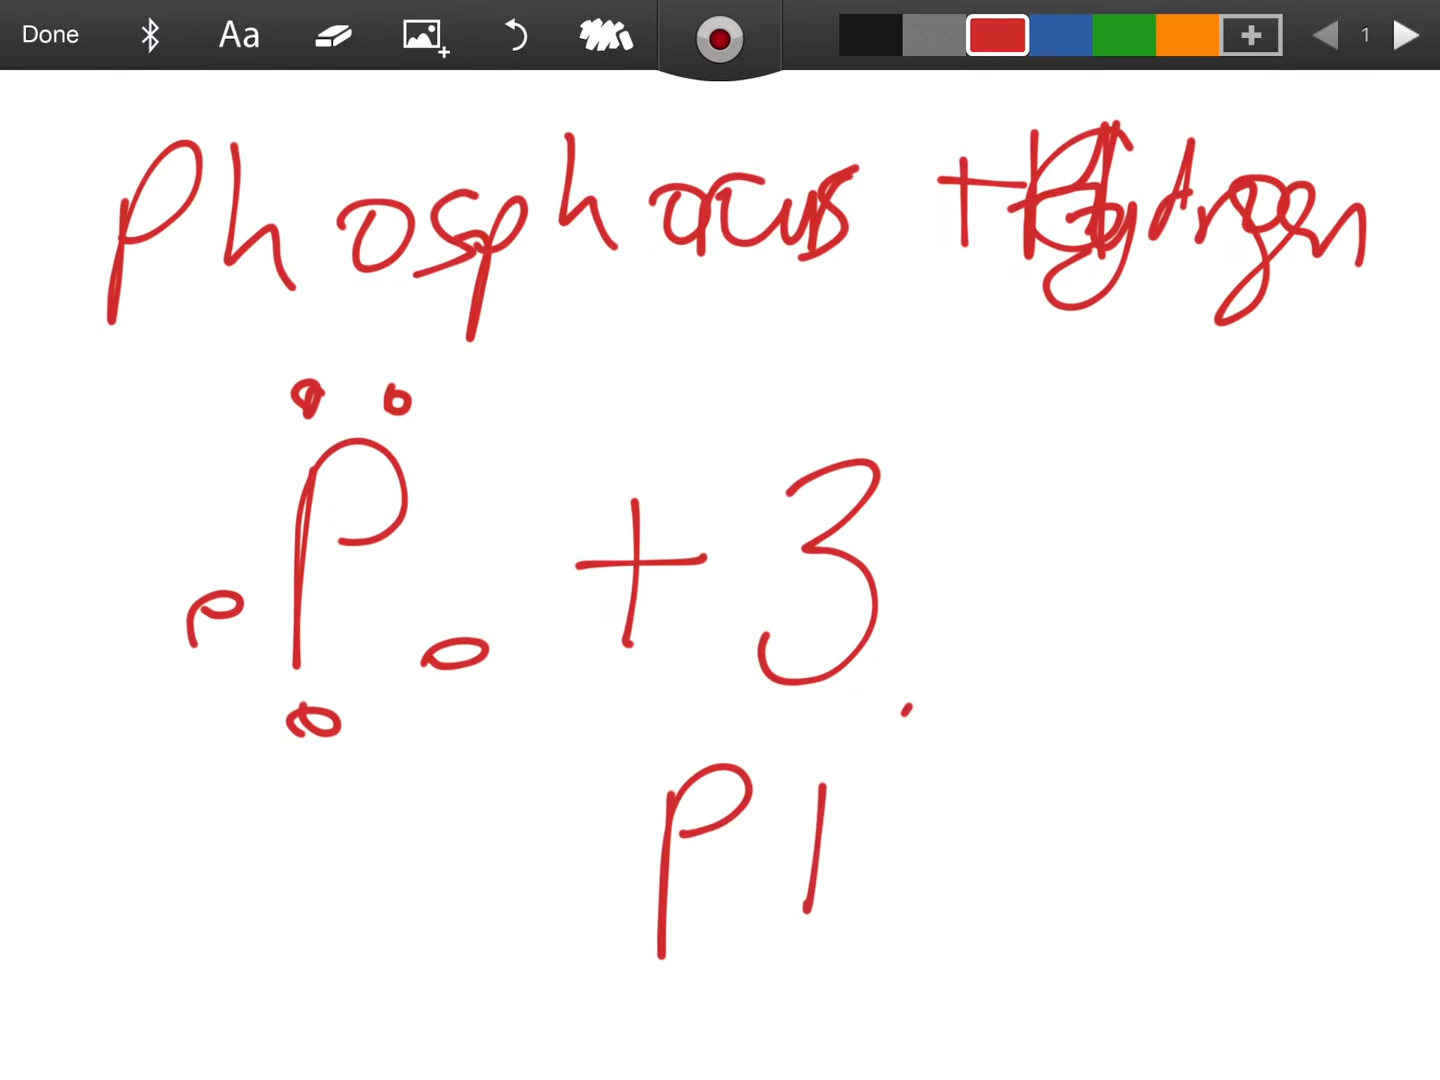 Done Aa 1
Phosphorus + Hydrogen
P + 3
P I